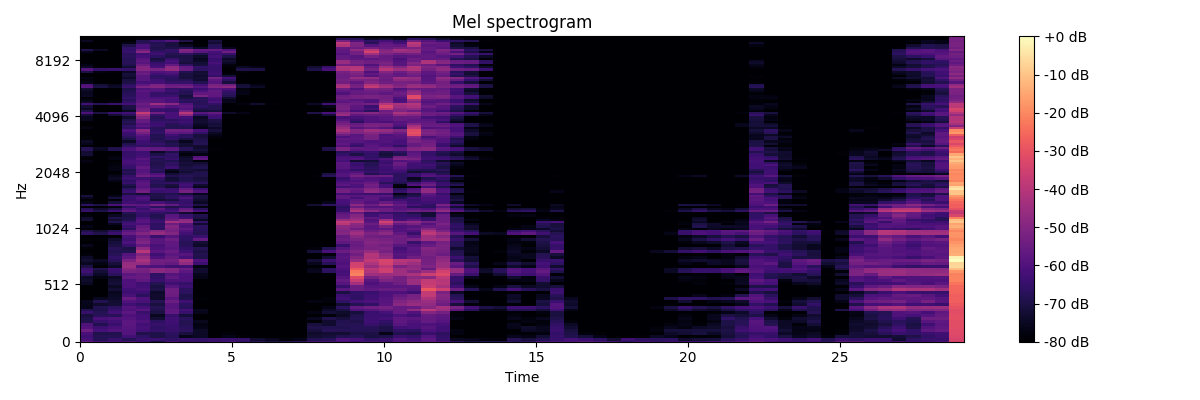 Mel spectrogram
+0 dB
8192
-10 dB
4096
-20 dB
-30 dB
2048
Hz
-40 dB
1024
-50 dB
-60 dB
512
-70 dB
0
-80 dB
0 5 10 15 20 25
Time